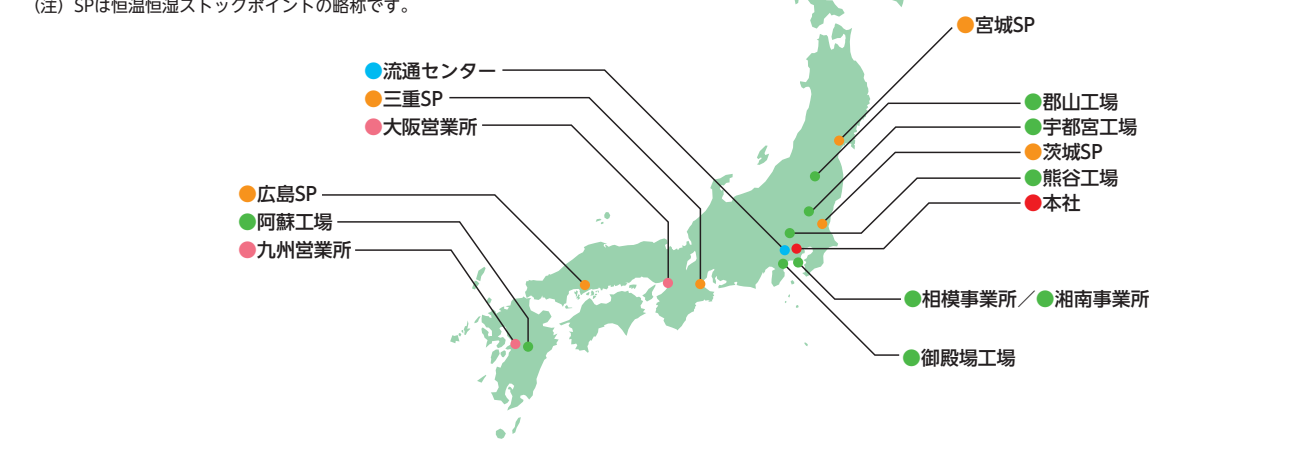 （注）SPは恒温恒湿ストックポイントの略称です。
宮城SP
流通センター
三重SP
大阪営業所
郡山工場
宇都宮工場
茨城SP
熊谷工場
本社
広島SP
阿蘇工場
九州営業所
相模事業所／湘南事業所
御殿場工場